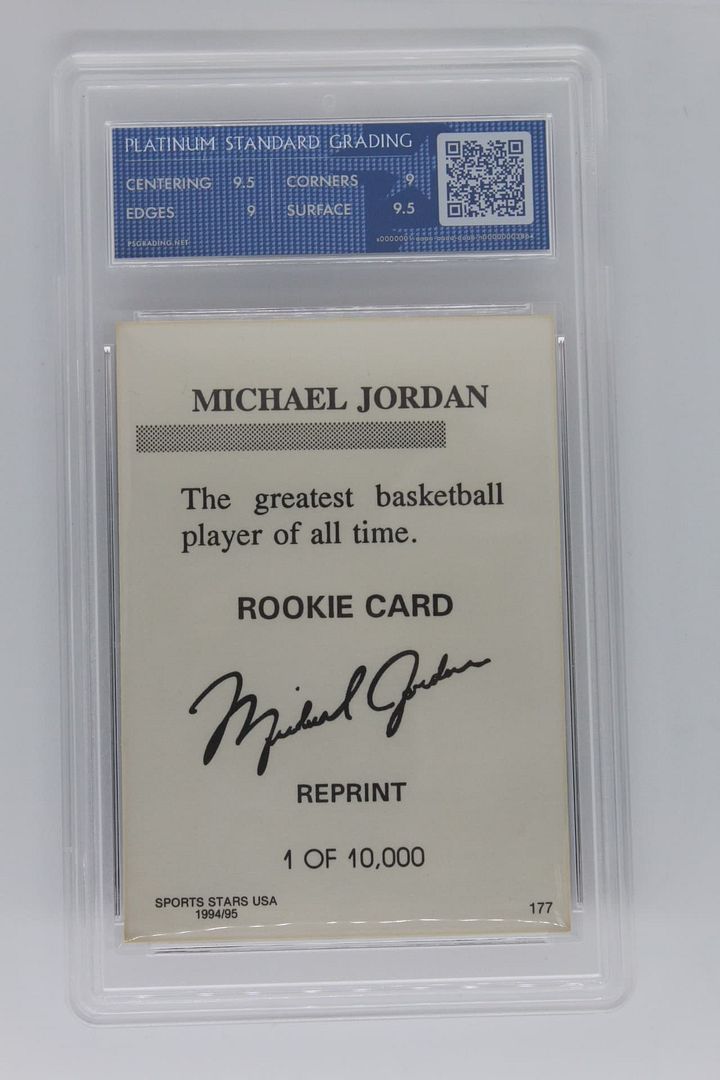 PLATINUM STANDARD GRADING
CENTERING 9.5 CORNERS 9
EDGES 9 SURFACE 9.5
PSGRADING.NET
MICHAEL JORDAN
The greatest basketball
player of all time.
ROOKIE CARD
Michael Jordan
REPRINT
1 OF 10,000
SPORTS STARS USA
1994/95
177